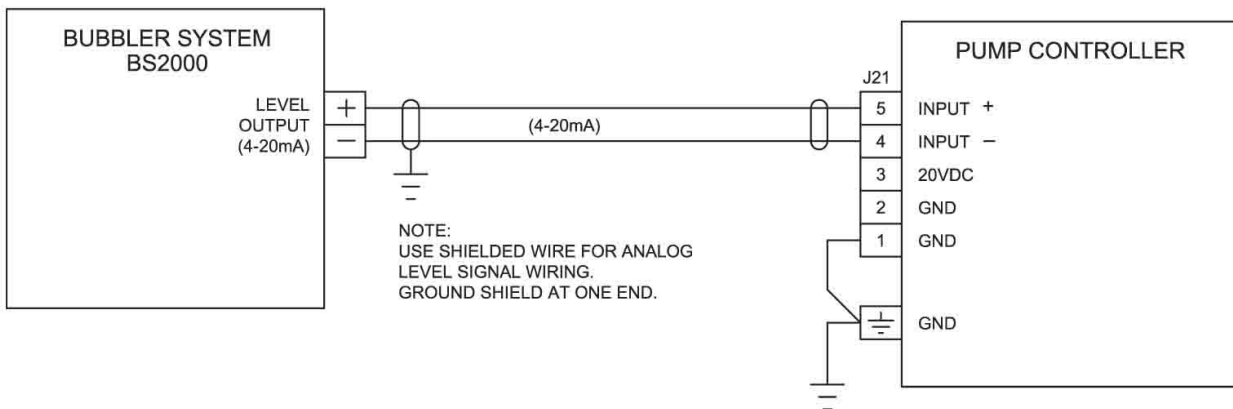 BUBBLER SYSTEM
BS2000
LEVEL
OUTPUT
(4-20mA)
+
−
(4-20mA)
NOTE:
USE SHIELDED WIRE FOR ANALOG
LEVEL SIGNAL WIRING.
GROUND SHIELD AT ONE END.
PUMP CONTROLLER
J21
5 INPUT +
4 INPUT −
3 20VDC
2 GND
1 GND
GND